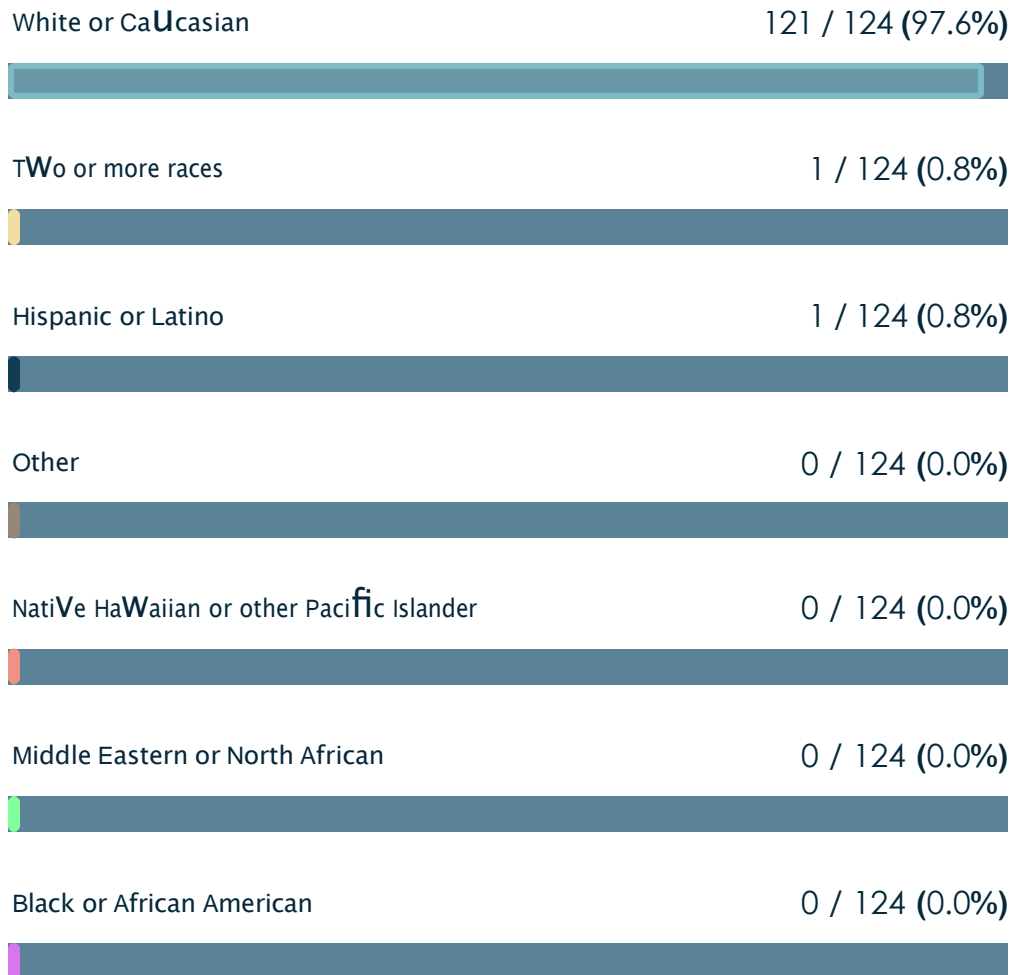 White or Caucasian 121 / 124 (97.6%)
Two or more races 1 / 124 (0.8%)
Hispanic or Latino 1 / 124 (0.8%)
Other 0 / 124 (0.0%)
Native Hawaiian or other Pacific Islander 0 / 124 (0.0%)
Middle Eastern or North African 0 / 124 (0.0%)
Black or African American 0 / 124 (0.0%)